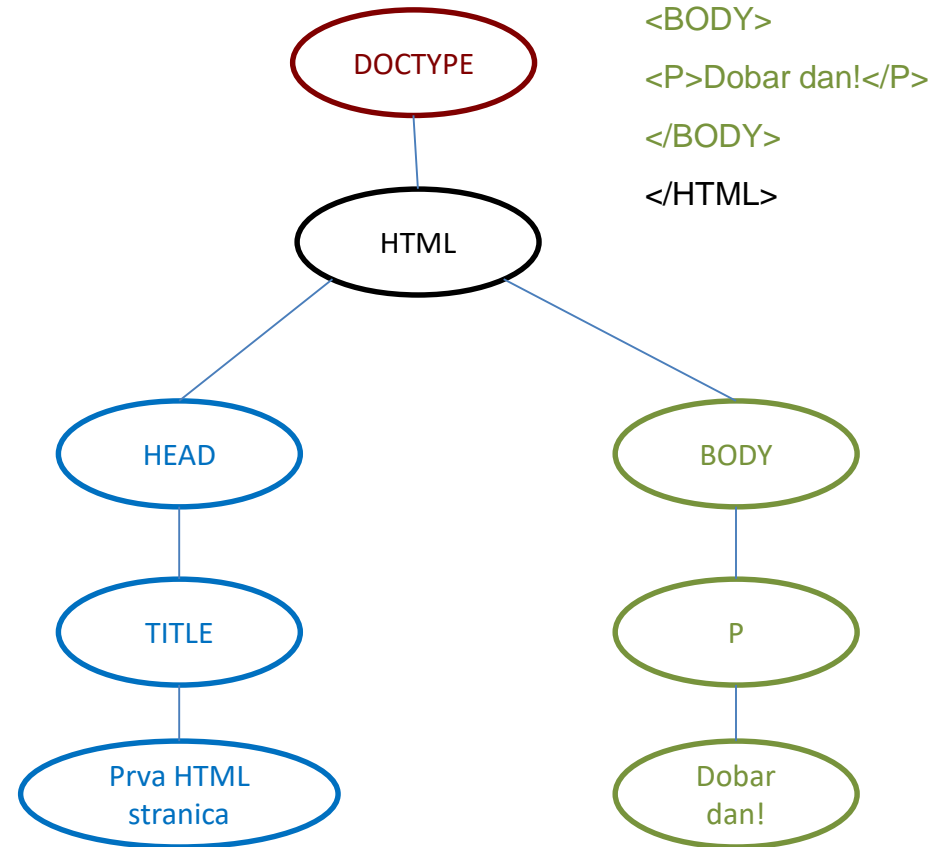 <BODY>
<P>Dobar dan!</P>
</BODY>
</HTML>
DOCTYPE
HTML
HEAD
BODY
TITLE
P
Prva HTML
stranica
Dobar
dan!